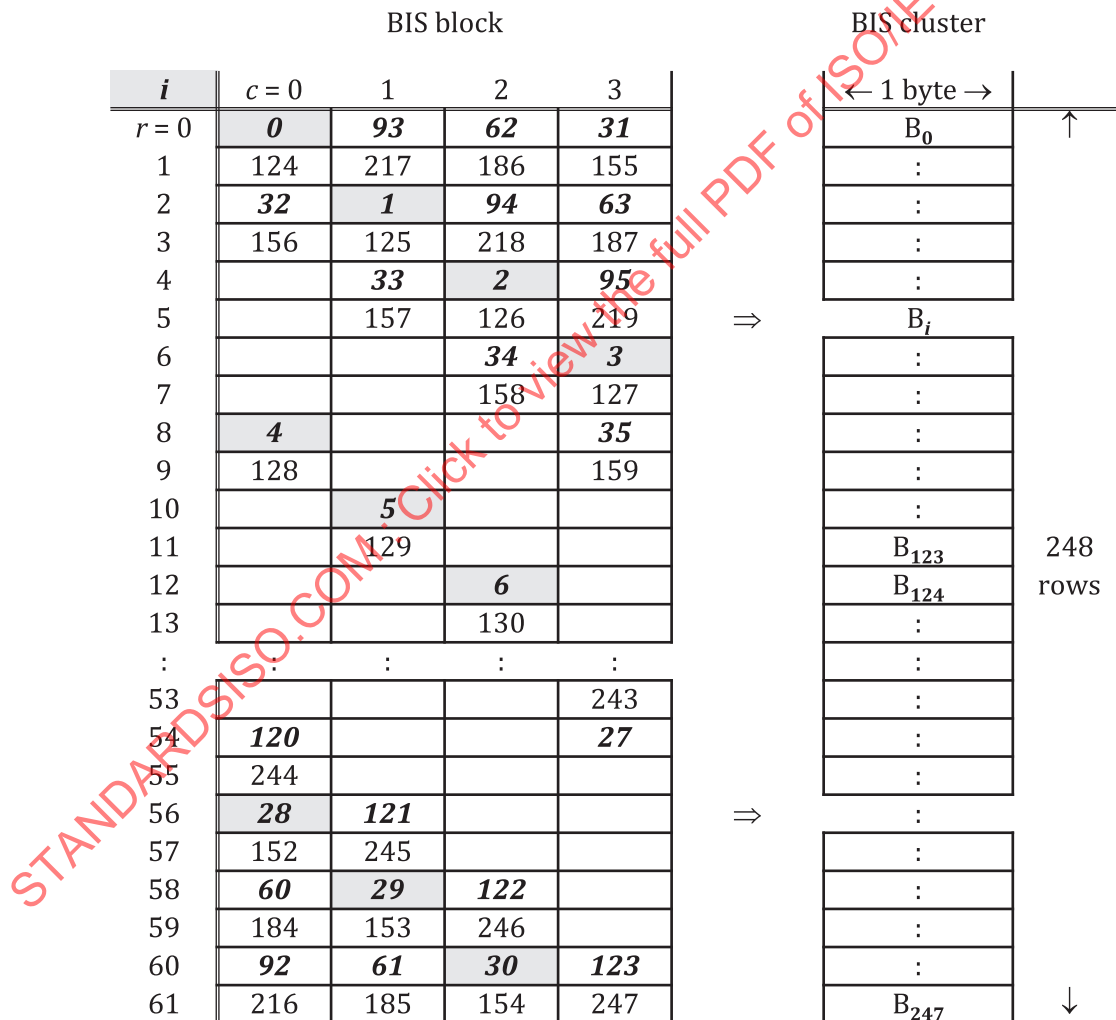 BIS block BIS cluster
i c = 0 1 2 3 ← 1 byte →
r = 0 0 93 62 31 B0 ↑
1 124 217 186 155 :
2 32 1 94 63 :
3 156 125 218 187 :
4 33 2 95 :
5 157 126 219 ⇒ Bi
6 34 3 :
7 158 127 :
8 4 35 :
9 128 159 :
10 5 :
11 129 B123 248
12 6 B124 rows
13 130 :
: : : : : :
53 243 :
54 120 27 :
55 244 :
56 28 121 ⇒ :
57 152 245 :
58 60 29 122 :
59 184 153 246 :
60 92 61 30 123 :
61 216 185 154 247 B247 ↓
STANDARDSISO.COM : Click to view the full PDF of ISO/IE